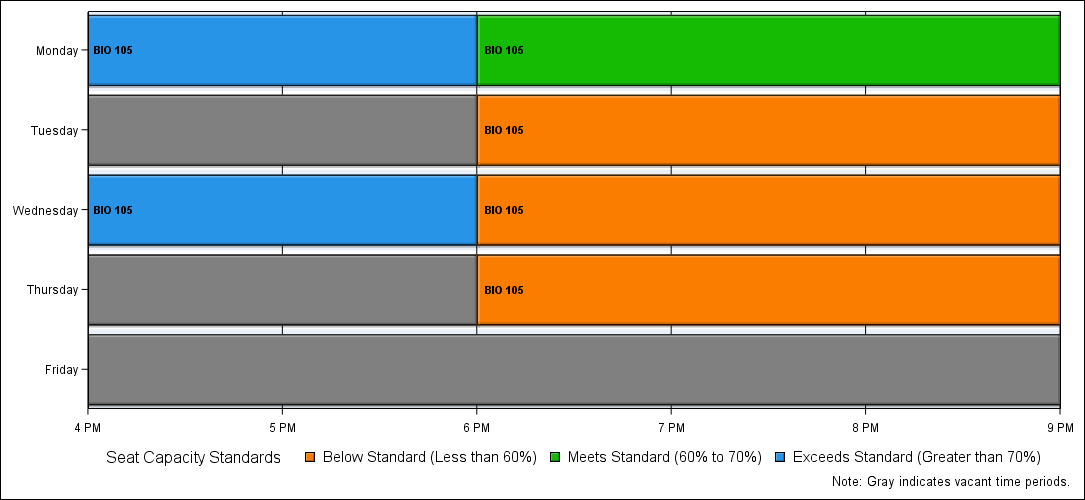 Monday
BIO 105
BIO 105
Tuesday
BIO 105
Wednesday
BIO 105
BIO 105
Thursday
BIO 105
Friday
4 PM 5 PM 6 PM 7 PM 8 PM 9 PM
Seat Capacity Standards Below Standard (Less than 60%) Meets Standard (60% to 70%) Exceeds Standard (Greater than 70%)
Note: Gray indicates vacant time periods.